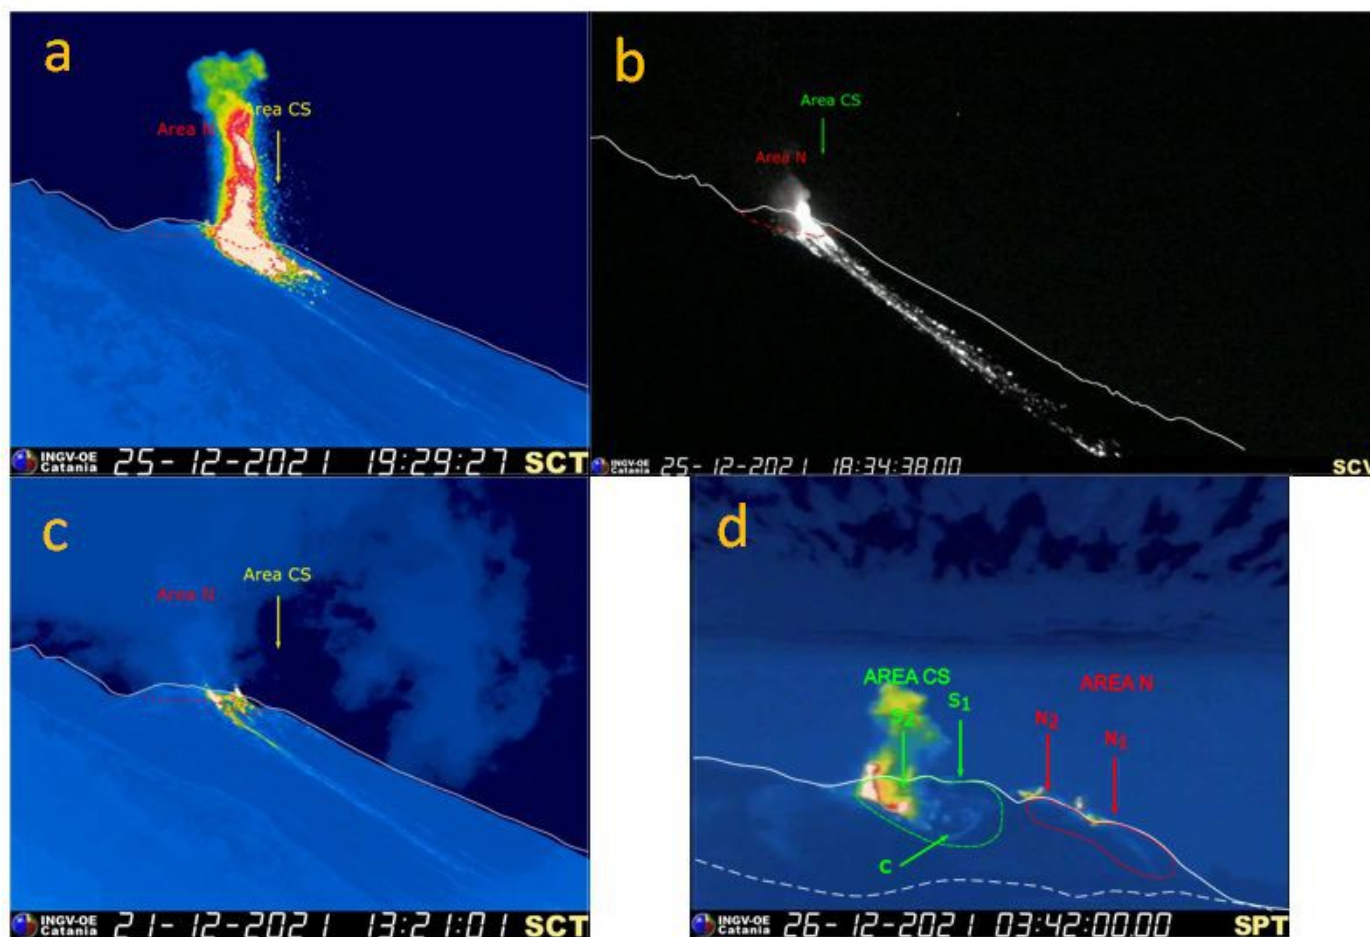 a
Area CS
Area N
INGV-OE
Catania
25-12-2021 19:29:27 SCT
b
Area CS
Area N
INGV-OE
Catania
25-12-2021 18:34:38.00
SCV
c
Area CS
Area N
INGV-OE
Catania
21-12-2021 13:21:01 SCT
d
AREA CS
AREA N
S2
S1
N2
N1
C
INGV-OE
Catania
26-12-2021 03:42:00.00 SPT